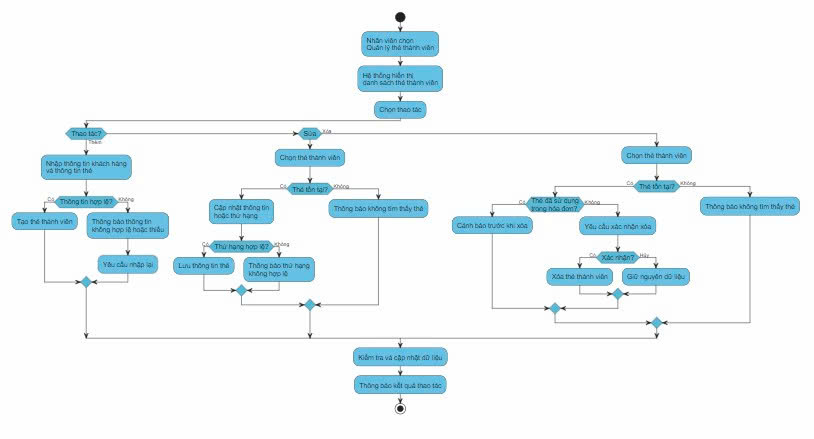 Nhân viên chọn
Quản lý thẻ thành viên
Hệ thống hiển thị
danh sách thẻ thành viên
Chọn thao tác
Thao tác?
Thêm
Sửa
Xóa
Nhập thông tin khách hàng
và thông tin thẻ
Thông tin hợp lệ?
Có
Không
Tạo thẻ thành viên
Thông báo thông tin
không hợp lệ hoặc thiếu
Yêu cầu nhập lại
Chọn thẻ thành viên
Thẻ tồn tại?
Có
Không
Cập nhật thông tin
hoặc thứ hạng
Thông báo không tìm thấy thẻ
Thứ hạng hợp lệ?
Có
Không
Lưu thông tin thẻ
Thông báo thứ hạng
không hợp lệ
Chọn thẻ thành viên
Thẻ tồn tại?
Có
Không
Thẻ đã sử dụng
trong hóa đơn?
Có
Không
Thông báo không tìm thấy thẻ
Cảnh báo trước khi xóa
Yêu cầu xác nhận xóa
Xác nhận?
Có
Hủy
Xóa thẻ thành viên
Giữ nguyên dữ liệu
Kiểm tra và cập nhật dữ liệu
Thông báo kết quả thao tác